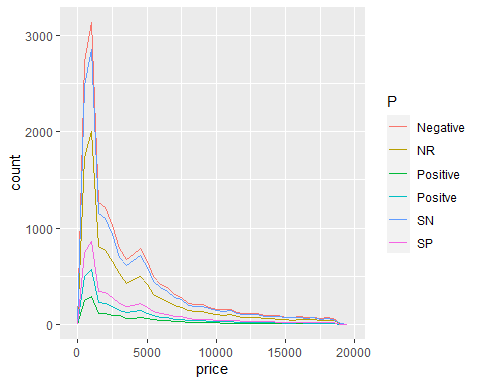 3000
2000
1000
0
count
0
5000
10000
15000
20000
price
P
Negative
NR
Positive
Positve
SN
SP